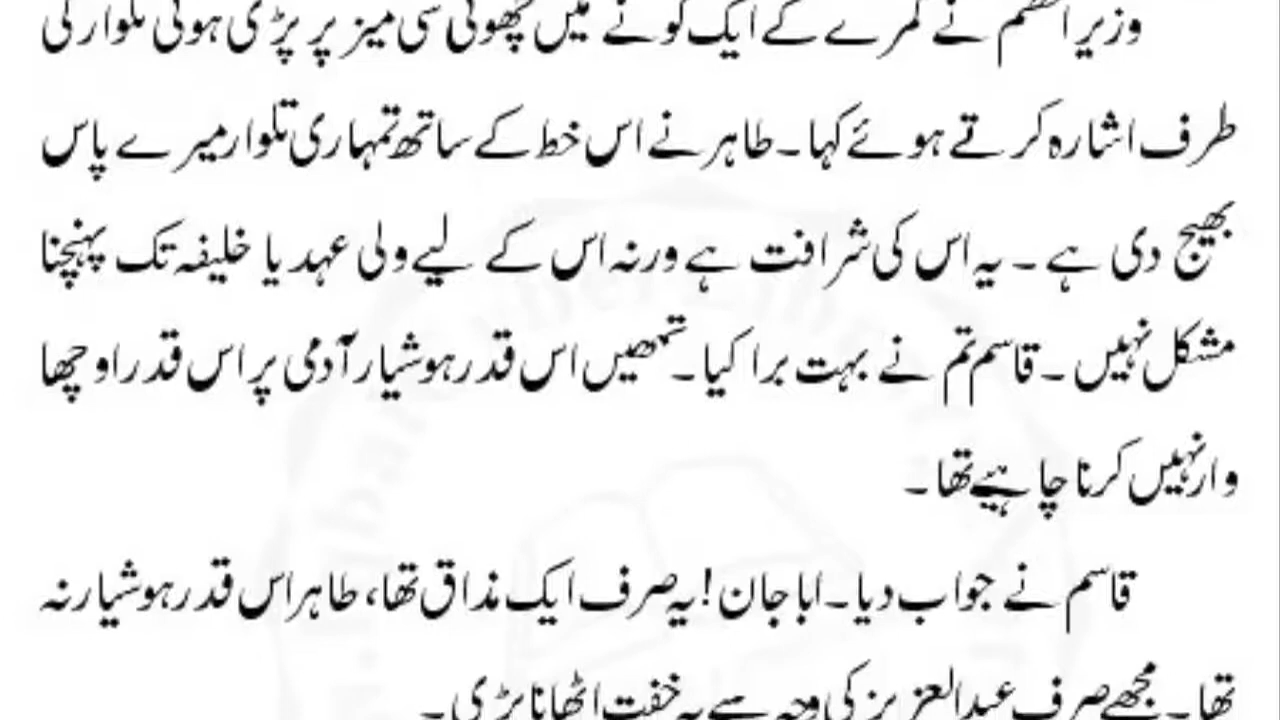 وزیر اعظم نے کمرے کے ایک کونے میں چھوٹی سی میز پر پڑی ہوئی تلوار کی
طرف اشارہ کرتے ہوئے کہا۔ طاہر نے اس خط کے ساتھ تمہاری تلوار میرے پاس
بھیج دی ہے ۔ یہ اس کی شرافت ہے ورنہ اس کے لیے ولی عہد یا خلیفہ تک پہنچنا
مشکل نہیں ۔ قاسم تم نے بہت برا کیا۔ تمھیں اس قدر ہوشیار آدمی پر اس قدر اوچھا
وار نہیں کرنا چاہیے تھا ۔
قاسم نے جواب دیا۔ ابا جان! یہ صرف ایک مذاق تھا، طاہر اس قدر ہوشیار نہ
تھا۔ مجھے صرف عبدالعزیز کی وجہ سے یہ خفت اٹھانا پڑی ۔